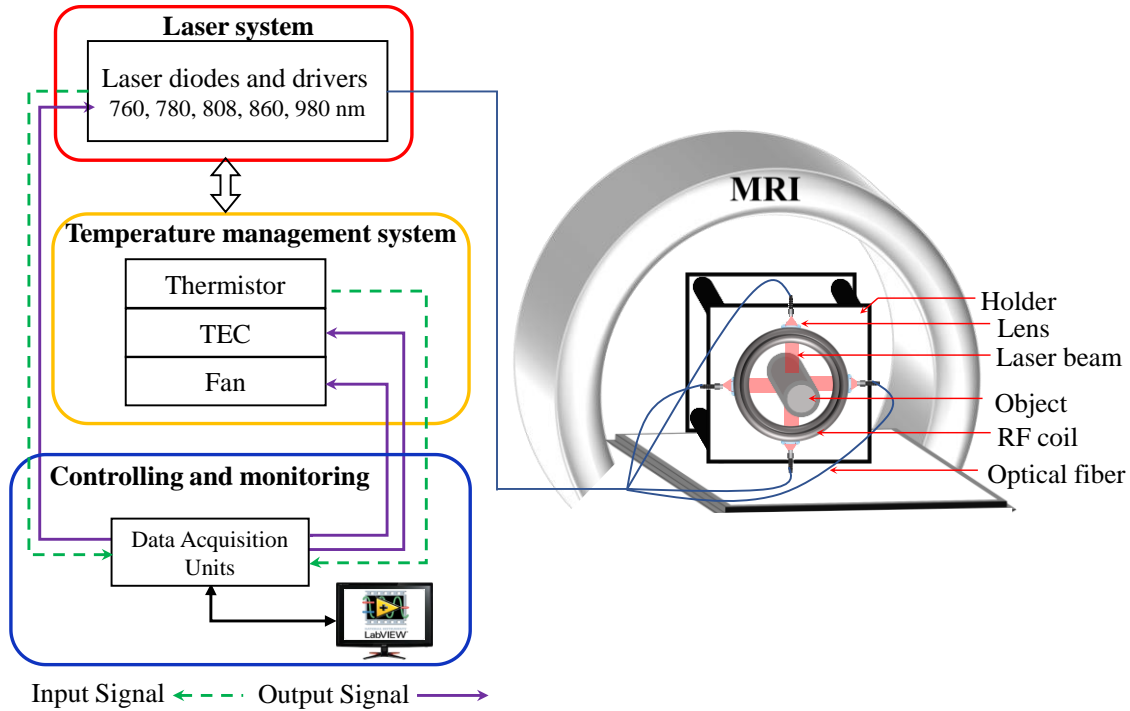 Laser system
Laser diodes and drivers
760, 780, 808, 860, 980 nm
Temperature management system
Thermistor
TEC
Fan
Controlling and monitoring
Data Acquisition
Units
LabVIEW
Input Signal
Output Signal
MRI
Holder
Lens
Laser beam
Object
RF coil
Optical fiber